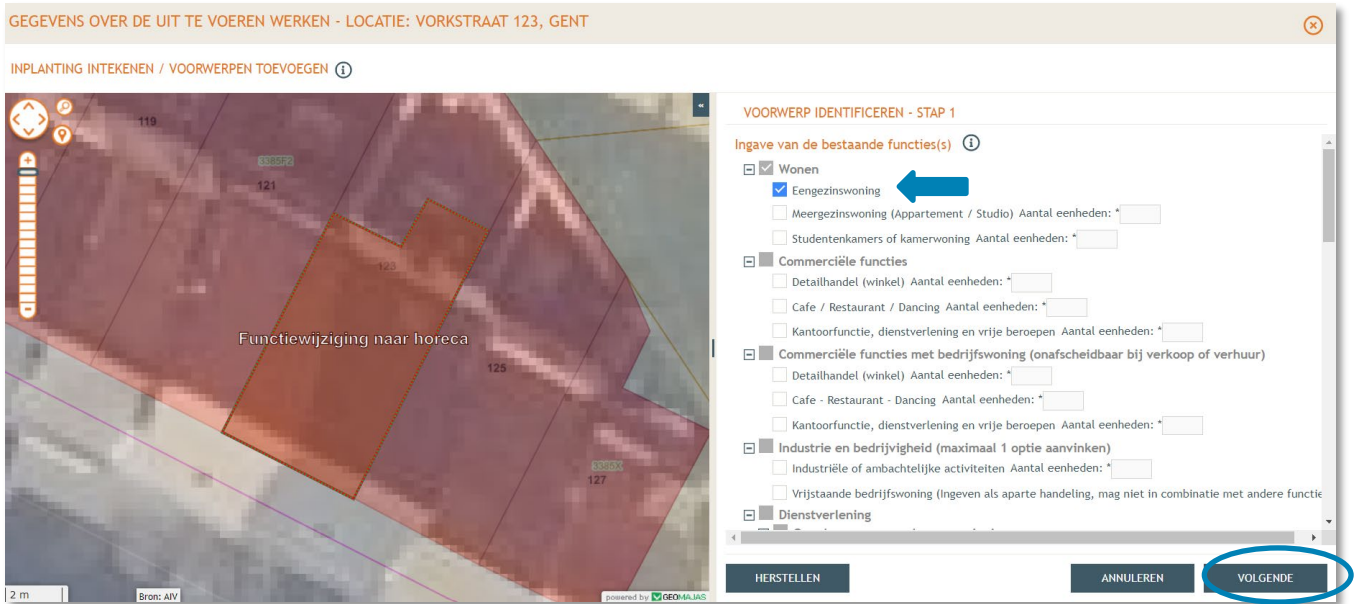 GEGEVENS OVER DE UIT TE VOEREN WERKEN - LOCATIE: VORKSTRAAT 123, GENT
INPLANTING INTEKENEN / VOORWERPEN TOEVOEGEN
119
3385F2
121
123
Functiewijziging naar horeca
125
3385X
127
2 m
Bron: AIV
powered by GEOMAJAS
VOORWERP IDENTIFICEREN - STAP 1
Ingave van de bestaande functies(s)
Wonen
Eengezinswoning
Meergezinswoning (Appartement / Studio) Aantal eenheden: *
Studentenkamers of kamerwoning Aantal eenheden: *
Commerciële functies
Detailhandel (winkel) Aantal eenheden: *
Cafe / Restaurant / Dancing Aantal eenheden: *
Kantoorfunctie, dienstverlening en vrije beroepen Aantal eenheden: *
Commerciële functies met bedrijfswoning (onafscheidbaar bij verkoop of verhuur)
Detailhandel (winkel) Aantal eenheden: *
Cafe - Restaurant - Dancing Aantal eenheden: *
Kantoorfunctie, dienstverlening en vrije beroepen Aantal eenheden: *
Industrie en bedrijvigheid (maximaal 1 optie aanvinken)
Industriële of ambachtelijke activiteiten Aantal eenheden: *
Vrijstaande bedrijfswoning (Ingeven als aparte handeling, mag niet in combinatie met andere functie
Dienstverlening
HERSTELLEN
ANNULEREN
VOLGENDE